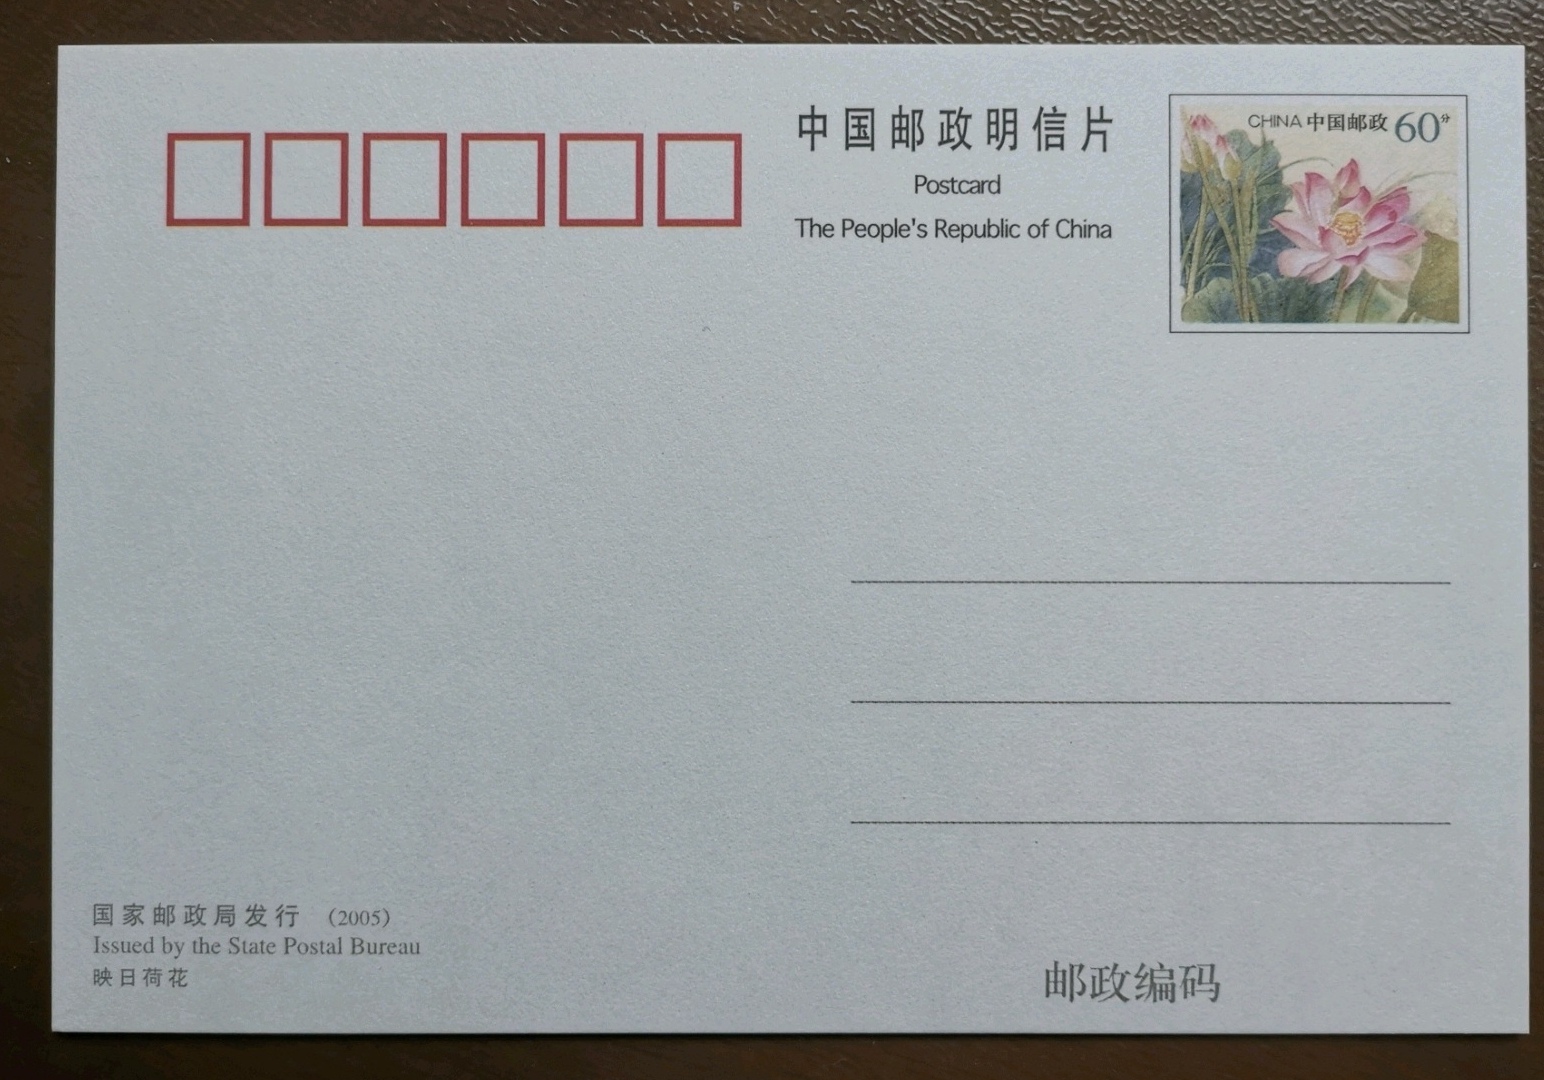 中国邮政明信片
Postcard
The People's Republic of China
CHINA 中国邮政 60分
国家邮政局发行 (2005)
Issued by the State Postal Bureau
映日荷花
邮政编码